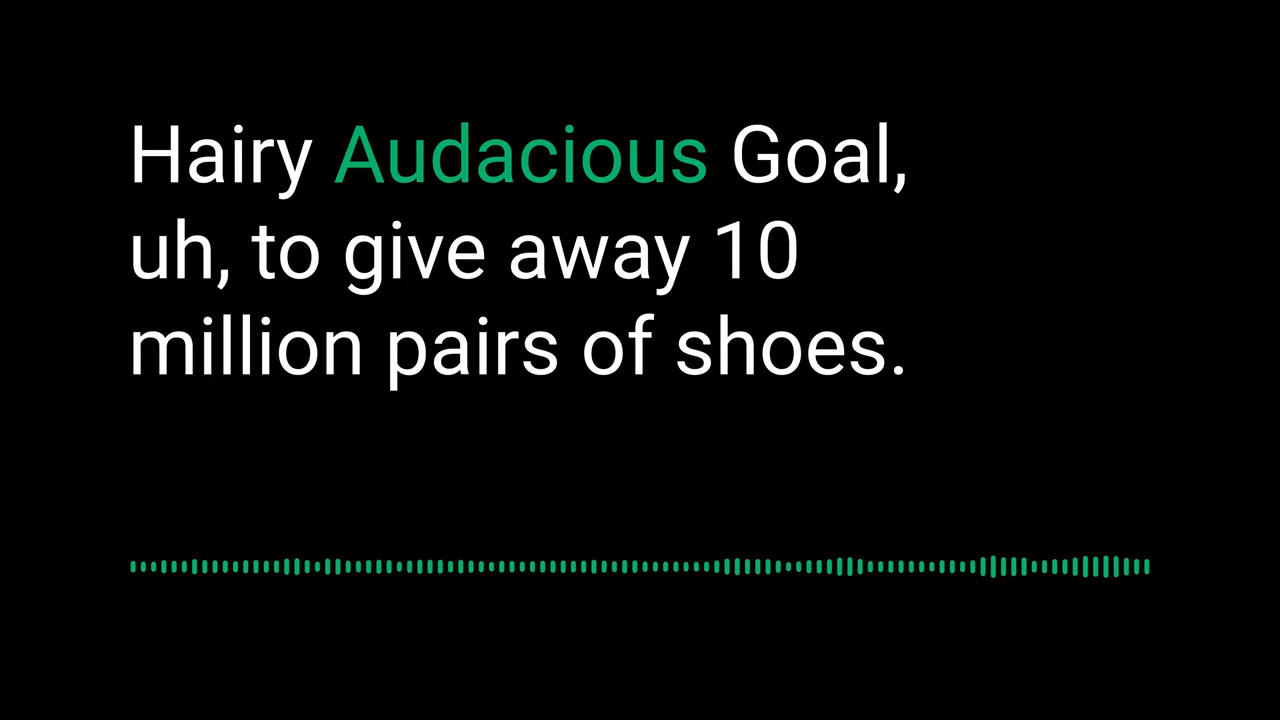 Hairy Audacious Goal,
uh, to give away 10
million pairs of shoes.